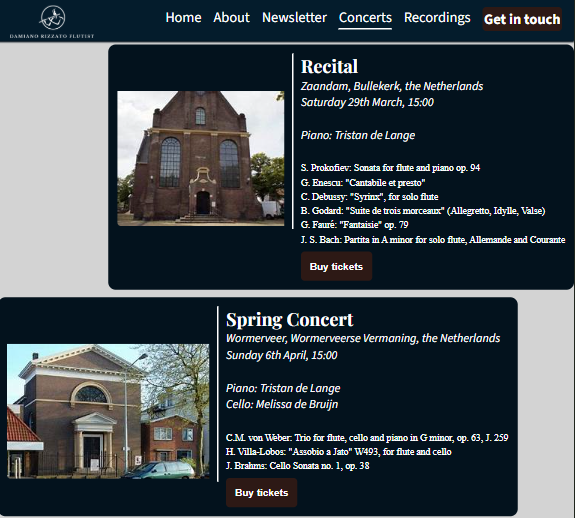 DAMIANO RIZZATO FLUTIST
Home About Newsletter Concerts Recordings Get in touch
Recital
Zaandam, Bullekerk, the Netherlands
Saturday 29th March, 15:00
Piano: Tristan de Lange
S. Prokofiev: Sonata for flute and piano op. 94
G. Enescu: "Cantabile et presto"
C. Debussy: "Syrinx", for solo flute
B. Godard: "Suite de trois morceaux" (Allegretto, Idylle, Valse)
G. Fauré: "Fantaisie" op. 79
J. S. Bach: Partita in A minor for solo flute, Allemande and Courante
Buy tickets
Spring Concert
Wormerveer, Wormerveerse Vermaning, the Netherlands
Sunday 6th April, 15:00
Piano: Tristan de Lange
Cello: Melissa de Bruijn
C.M. von Weber: Trio for flute, cello and piano in G minor, op. 63, J. 259
H. Villa-Lobos: "Assobio a Jato" W493, for flute and cello
J. Brahms: Cello Sonata no. 1, op. 38
Buy tickets